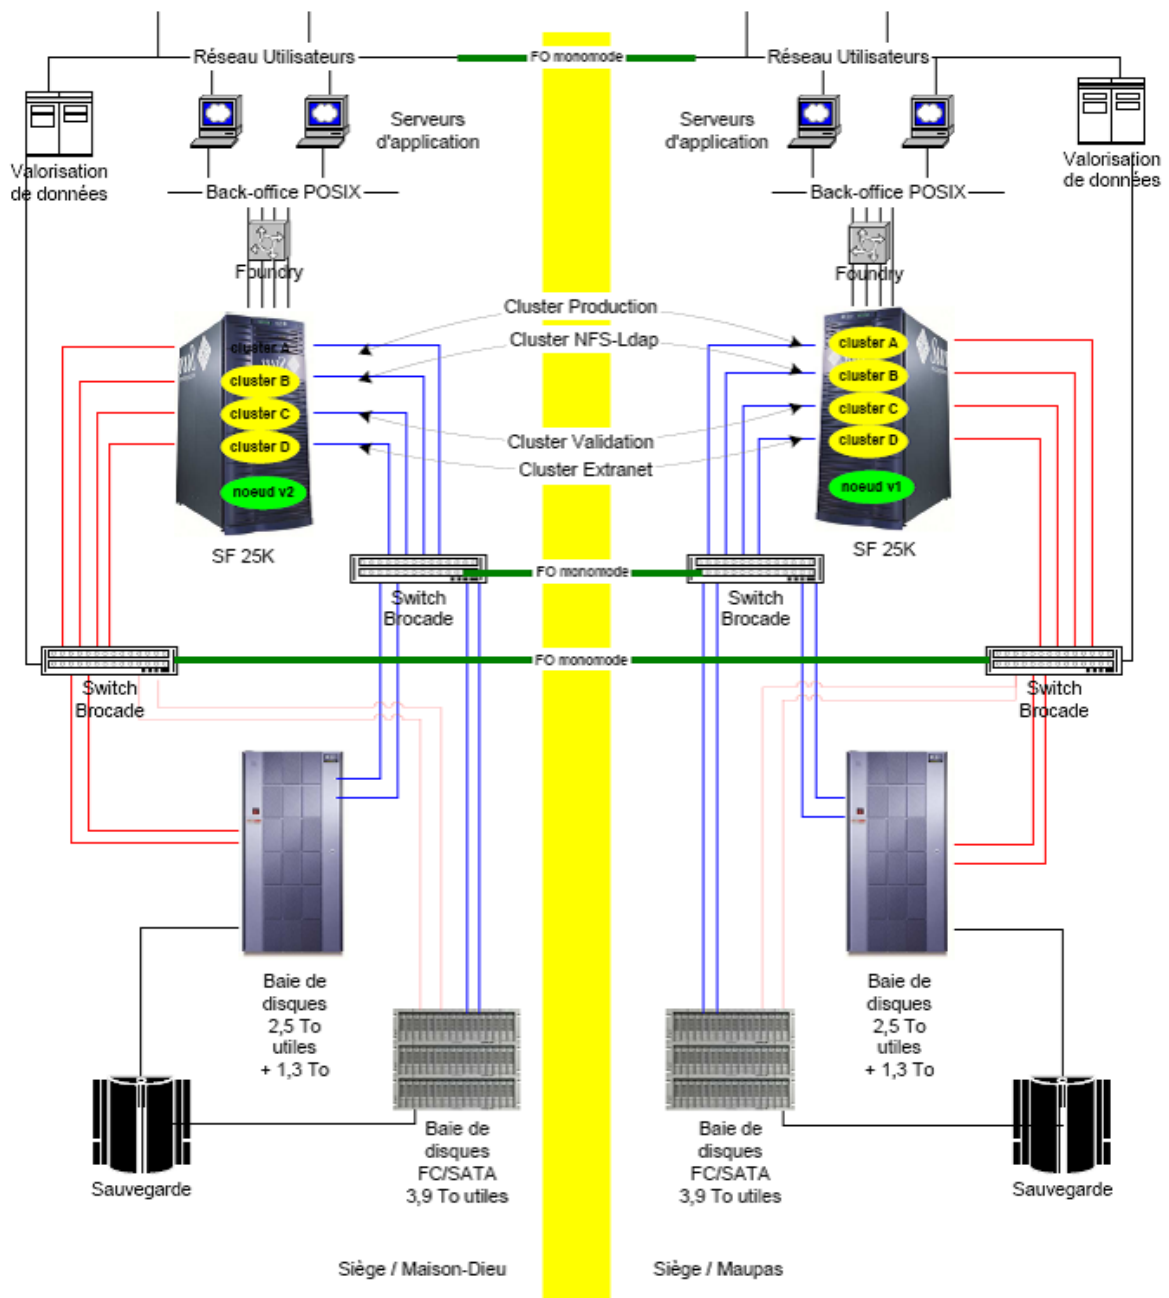 Réseau Utilisateurs
FO monomode
Réseau Utilisateurs
Serveurs
d'application
Serveurs
d'application
Valorisation
de données
Valorisation
de données
Back-office POSIX
Back-office POSIX
Foundry
Foundry
Cluster Production
Cluster NFS-Ldap
Cluster Validation
Cluster Extranet
cluster A
cluster B
cluster C
cluster D
noeud v2
cluster A
cluster B
cluster C
cluster D
noeud v1
SF 25K
SF 25K
FO monomode
Switch
Brocade
Switch
Brocade
FO monomode
Switch
Brocade
Switch
Brocade
Baie de
disques
2,5 To
utiles
+ 1,3 To
Baie de
disques
2,5 To
utiles
+ 1,3 To
Baie de
disques
FC/SATA
3,9 To utiles
Baie de
disques
FC/SATA
3,9 To utiles
Sauvegarde
Sauvegarde
Siège / Maison-Dieu
Siège / Maupas